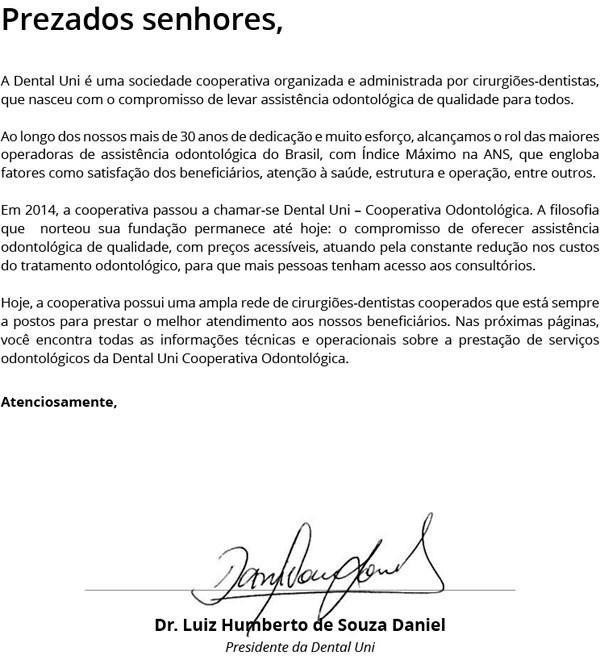 Prezados senhores,
A Dental Uni é uma sociedade cooperativa organizada e administrada por cirurgiões-dentistas,
que nasceu com o compromisso de levar assistência odontológica de qualidade para todos.
Ao longo dos nossos mais de 30 anos de dedicação e muito esforço, alcançamos o rol das maiores
operadoras de assistência odontológica do Brasil, com Índice Máximo na ANS, que engloba
fatores como satisfação dos beneficiários, atenção à saúde, estrutura e operação, entre outros.
Em 2014, a cooperativa passou a chamar-se Dental Uni – Cooperativa Odontológica. A filosofia
que norteou sua fundação permanece até hoje: o compromisso de oferecer assistência
odontológica de qualidade, com preços acessíveis, atuando pela constante redução nos custos
do tratamento odontológico, para que mais pessoas tenham acesso aos consultórios.
Hoje, a cooperativa possui uma ampla rede de cirurgiões-dentistas cooperados que está sempre
a postos para prestar o melhor atendimento aos nossos beneficiários. Nas próximas páginas,
você encontra todas as informações técnicas e operacionais sobre a prestação de serviços
odontológicos da Dental Uni Cooperativa Odontológica.
Atenciosamente,
Dr. Luiz Humberto de Souza Daniel
Presidente da Dental Uni